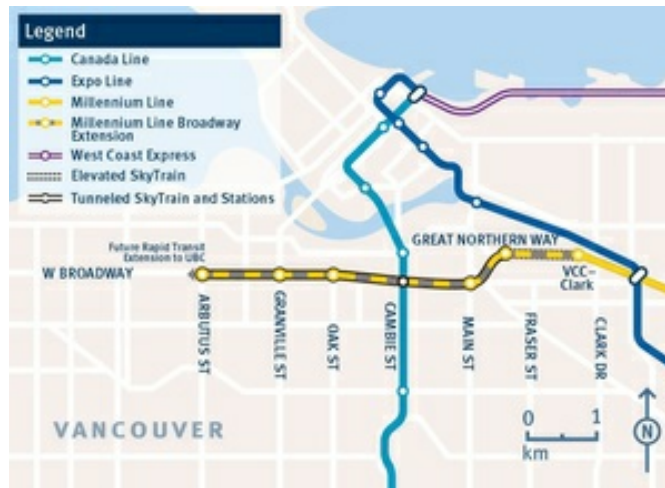 Legend
Canada Line
Expo Line
Millennium Line
Millennium Line Broadway
Extension
West Coast Express
Elevated SkyTrain
Tunneled SkyTrain and Stations
Future Rapid Transit
Extension to UBC
W BROADWAY
GREAT NORTHERN WAY
VCC–
Clark
ARBUTUS ST
GRANVILLE ST
OAK ST
CAMBIE ST
MAIN ST
FRASER ST
CLARK DR
VANCOUVER
0 1
km
N